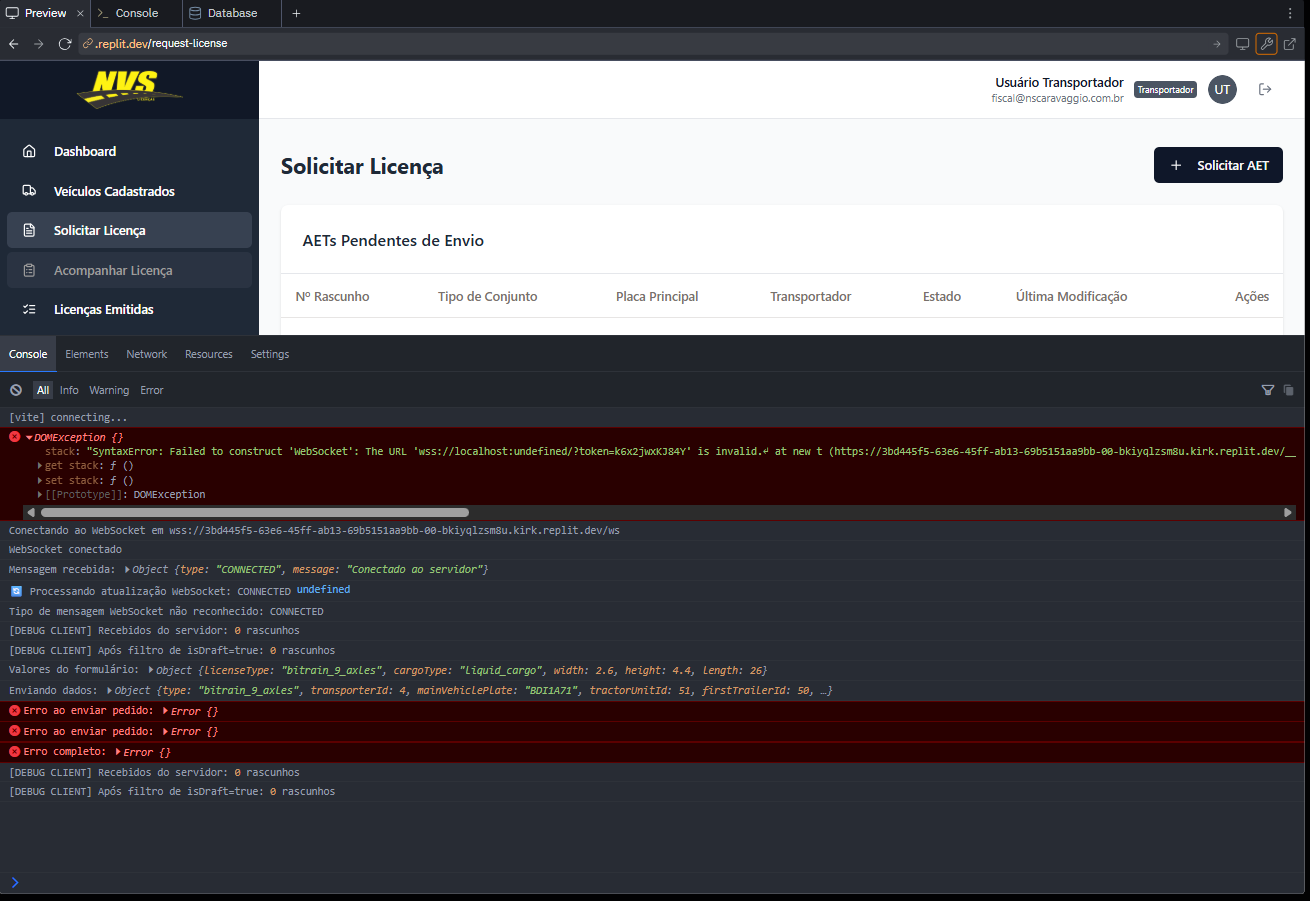 Preview
Console
Database
.replit.dev/request-license
NVS
Usuário Transportador
fiscal@nscaravaggio.com.br
Transportador
UT
Dashboard
Veículos Cadastrados
Solicitar Licença
Acompanhar Licença
Licenças Emitidas
Solicitar Licença
+ Solicitar AET
AETs Pendentes de Envio
Nº Rascunho Tipo de Conjunto Placa Principal Transportador Estado Última Modificação Ações
Console Elements Network Resources Settings
All Info Warning Error
[vite] connecting...
DOMException {}
stack: "SyntaxError: Failed to construct 'WebSocket': The URL 'wss://localhost:undefined/?token=k6x2jwxKJ84Y' is invalid.↲ at new t (https://3bd445f5-63e6-45ff-ab13-69b5151aa9bb-00-bkiyqlzsm8u.kirk.replit.dev/__
get stack: ƒ ()
set stack: ƒ ()
[[Prototype]]: DOMException
Conectando ao WebSocket em wss://3bd445f5-63e6-45ff-ab13-69b5151aa9bb-00-bkiyqlzsm8u.kirk.replit.dev/ws
WebSocket conectado
Mensagem recebida: Object {type: "CONNECTED", message: "Conectado ao servidor"}
Processando atualização WebSocket: CONNECTED undefined
Tipo de mensagem WebSocket não reconhecido: CONNECTED
[DEBUG CLIENT] Recebidos do servidor: 0 rascunhos
[DEBUG CLIENT] Após filtro de isDraft=true: 0 rascunhos
Valores do formulário: Object {licenseType: "bitrain_9_axles", cargoType: "liquid_cargo", width: 2.6, height: 4.4, length: 26}
Enviando dados: Object {type: "bitrain_9_axles", transporterId: 4, mainVehiclePlate: "BDI1A71", tractorUnitId: 51, firstTrailerId: 50, …}
Erro ao enviar pedido: Error {}
Erro ao enviar pedido: Error {}
Erro completo: Error {}
[DEBUG CLIENT] Recebidos do servidor: 0 rascunhos
[DEBUG CLIENT] Após filtro de isDraft=true: 0 rascunhos